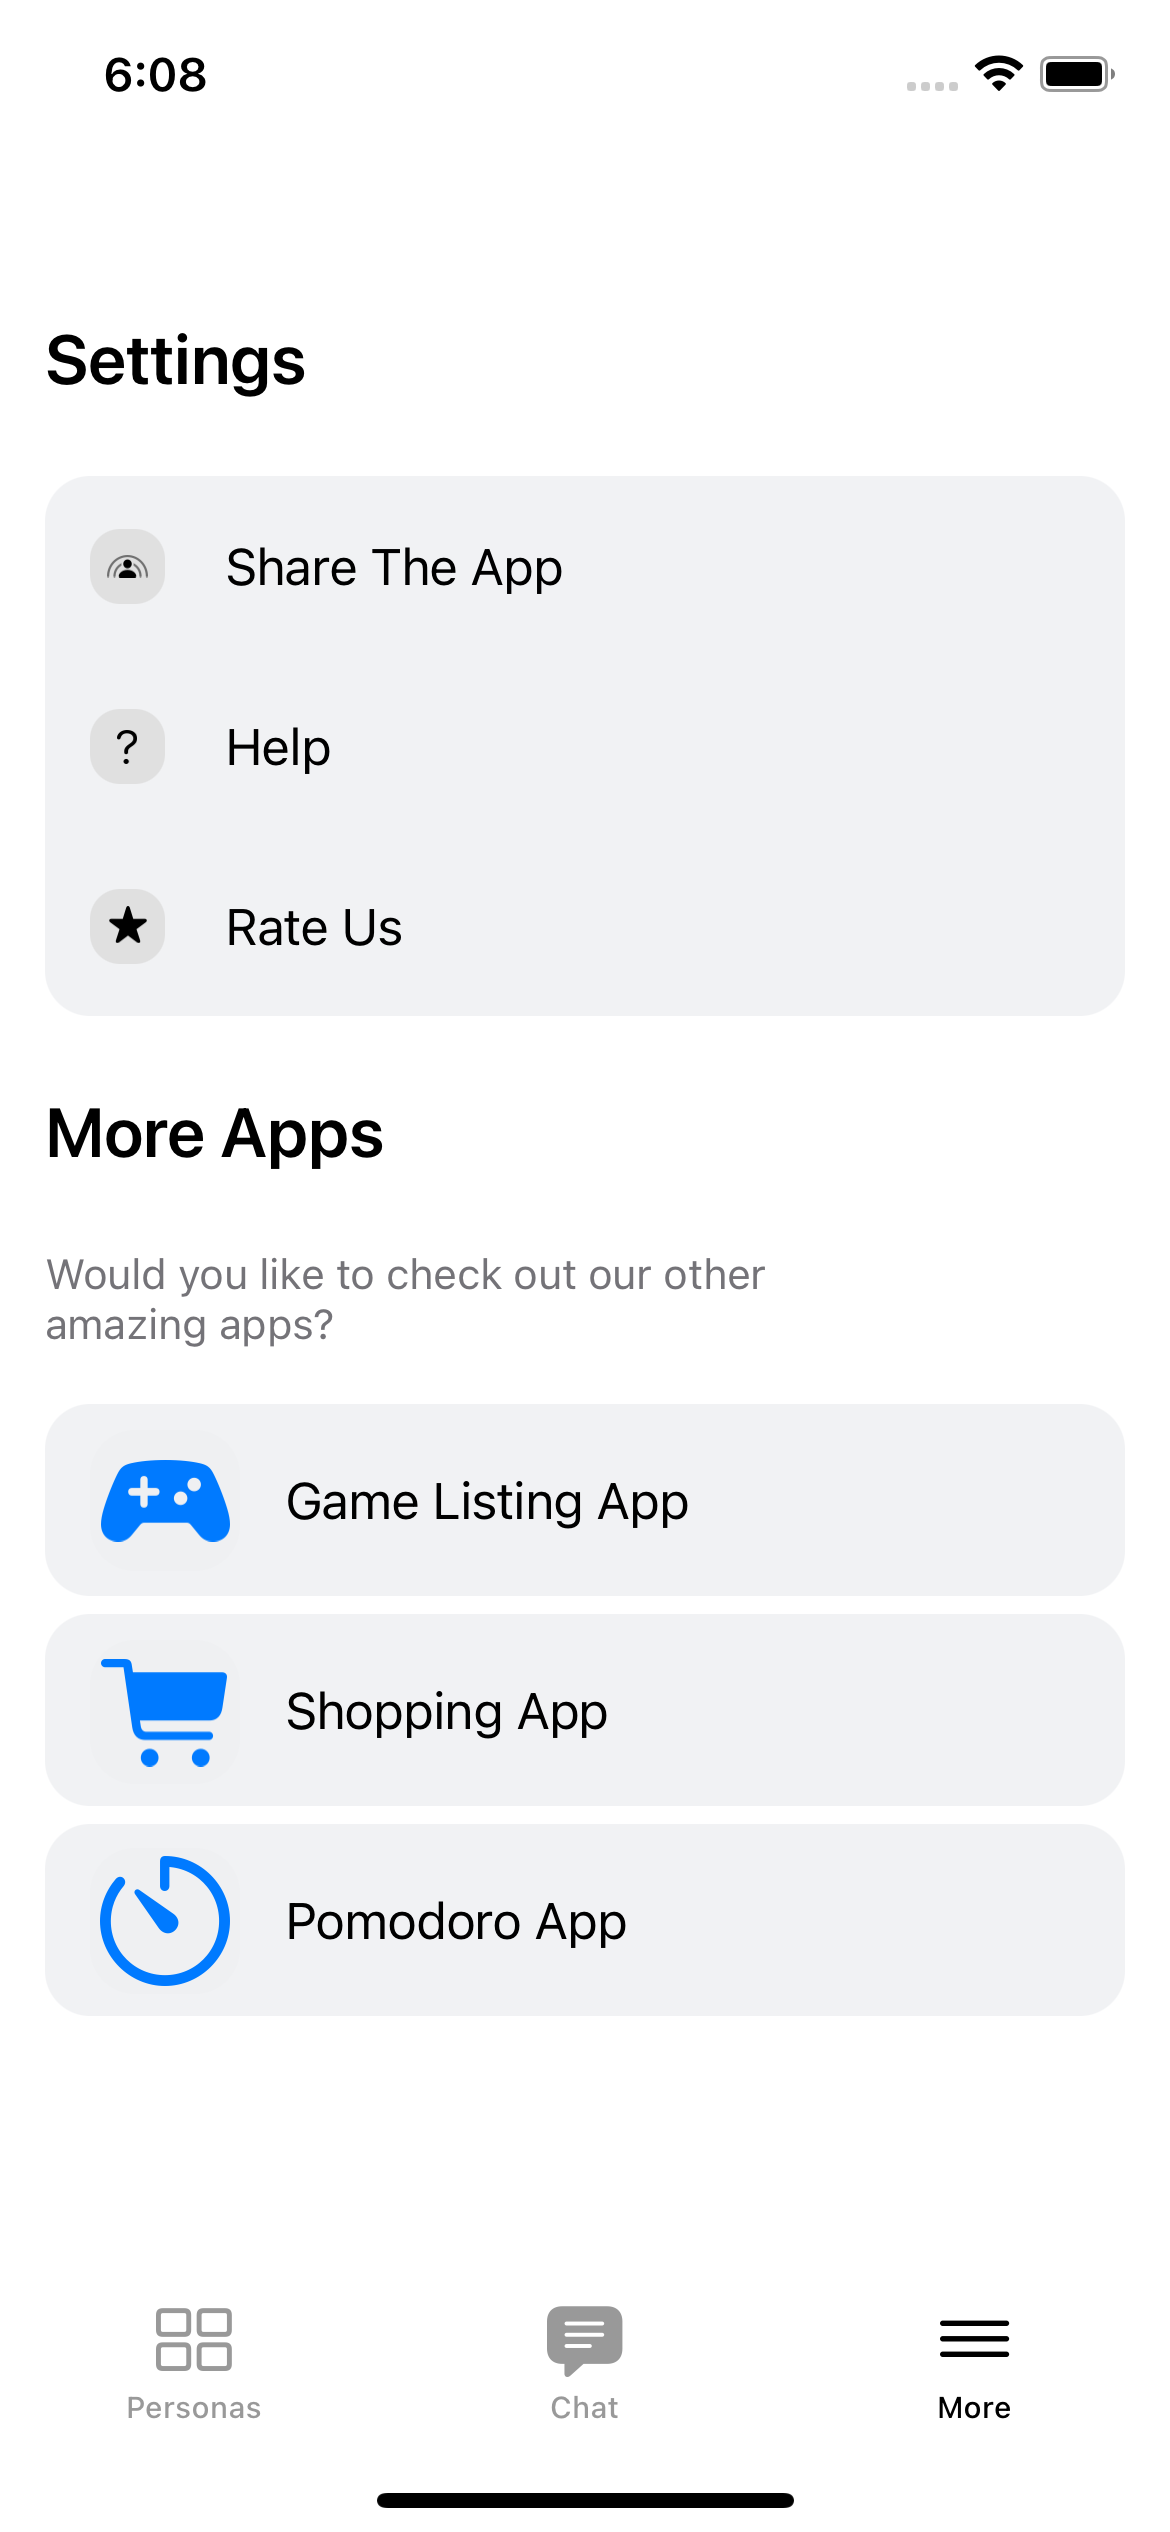 6:08
Settings
Share The App
?
Help
Rate Us
More Apps
Would you like to check out our other
amazing apps?
Game Listing App
Shopping App
Pomodoro App
Personas
Chat
More